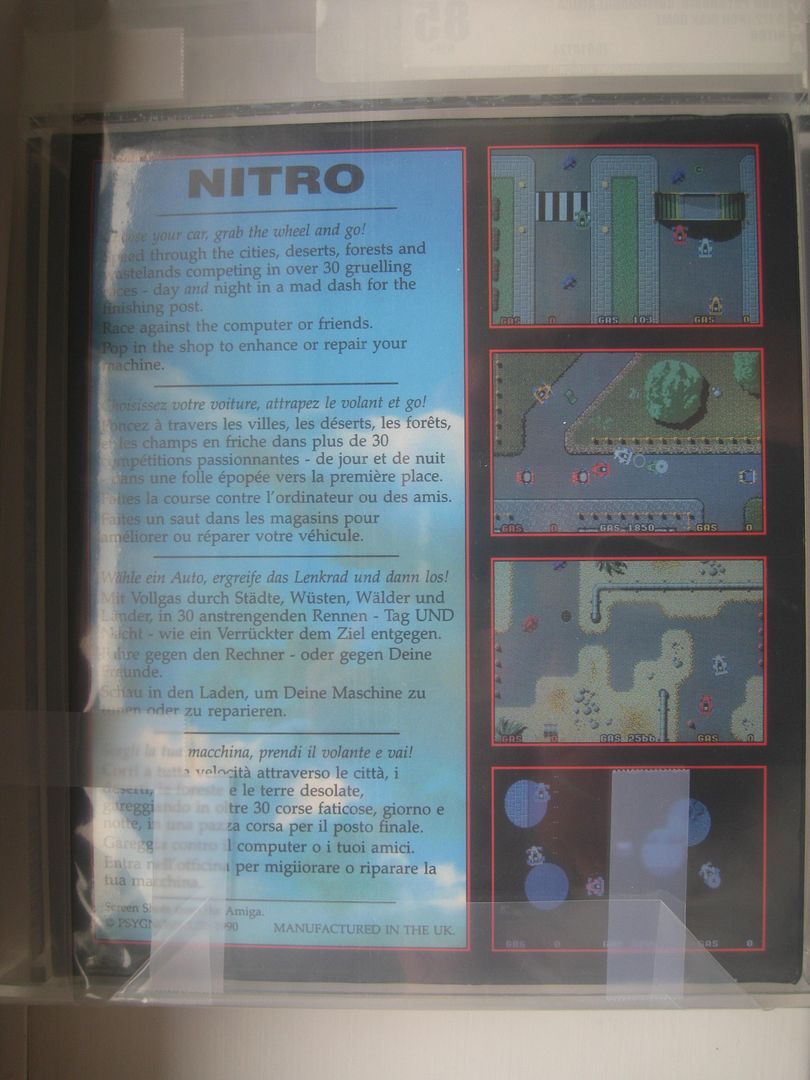 85
NITRO
your car, grab the wheel and go!
through the cities, deserts, forests and
wastelands competing in over 30 gruelling
- day and night in a mad dash for the
finishing post.
Race against the computer or friends.
Pop in the shop to enhance or repair your
machine.
Choisissez votre voiture, attrapez le volant et go!
Foncez à travers les villes, les déserts, les forêts,
et les champs en friche dans plus de 30
compétitions passionnantes - de jour et de nuit
- dans une folle épopée vers la première place.
Faites la course contre l'ordinateur ou des amis.
Faites un saut dans les magasins pour
améliorer ou réparer votre véhicule.
Wähle ein Auto, ergreife das Lenkrad und dann los!
Mit Vollgas durch Städte, Wüsten, Wälder und
Länder, in 30 anstrengenden Rennen - Tag UND
Nacht - wie ein Verrückter dem Ziel entgegen.
Fahre gegen den Rechner - oder gegen Deine
Freunde.
Schau in den Laden, um Deine Maschine zu
tunen oder zu reparieren.
Scegli la tua macchina, prendi il volante e vai!
Corri a tutta velocità attraverso le città, i
deserti, le foreste e le terre desolate,
gareggiando in oltre 30 corse faticose, giorno e
notte, in una pazza corsa per il posto finale.
Gareggia contro il computer o i tuoi amici.
Entra nell'officina per migiiorare o riparare la
tua macchina.
Screen Amiga.
© 1990 MANUFACTURED IN THE UK.
GAS 0 GAS 103 GAS 0
GAS 0 GAS 1850 GAS 0
GAS 0 GAS 2566 GAS 0
GAS 0 GAS GAS 0